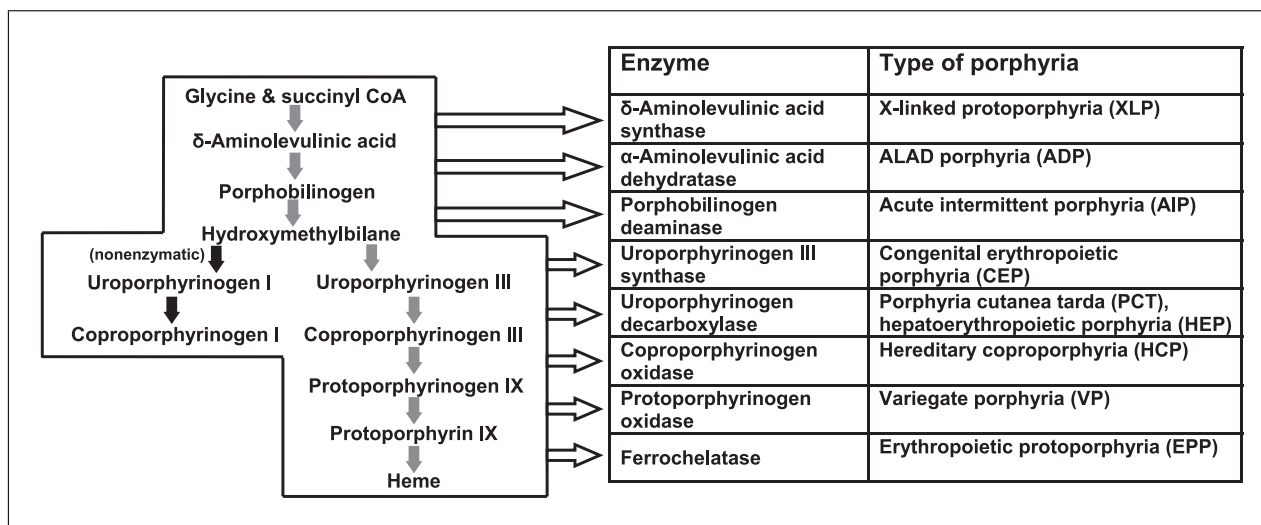 Glycine & succinyl CoA
δ-Aminolevulinic acid
Porphobilinogen
Hydroxymethylbilane
(nonenzymatic)
Uroporphyrinogen I
Uroporphyrinogen III
Coproporphyrinogen I
Coproporphyrinogen III
Protoporphyrinogen IX
Protoporphyrin IX
Heme
Enzyme
Type of porphyria
δ-Aminolevulinic acid
synthase
X-linked protoporphyria (XLP)
α-Aminolevulinic acid
dehydratase
ALAD porphyria (ADP)
Porphobilinogen
deaminase
Acute intermittent porphyria (AIP)
Uroporphyrinogen III
synthase
Congenital erythropoietic
porphyria (CEP)
Uroporphyrinogen
decarboxylase
Porphyria cutanea tarda (PCT),
hepatoerythropoietic porphyria (HEP)
Coproporphyrinogen
oxidase
Hereditary coproporphyria (HCP)
Protoporphyrinogen
oxidase
Variegate porphyria (VP)
Ferrochelatase
Erythropoietic protoporphyria (EPP)